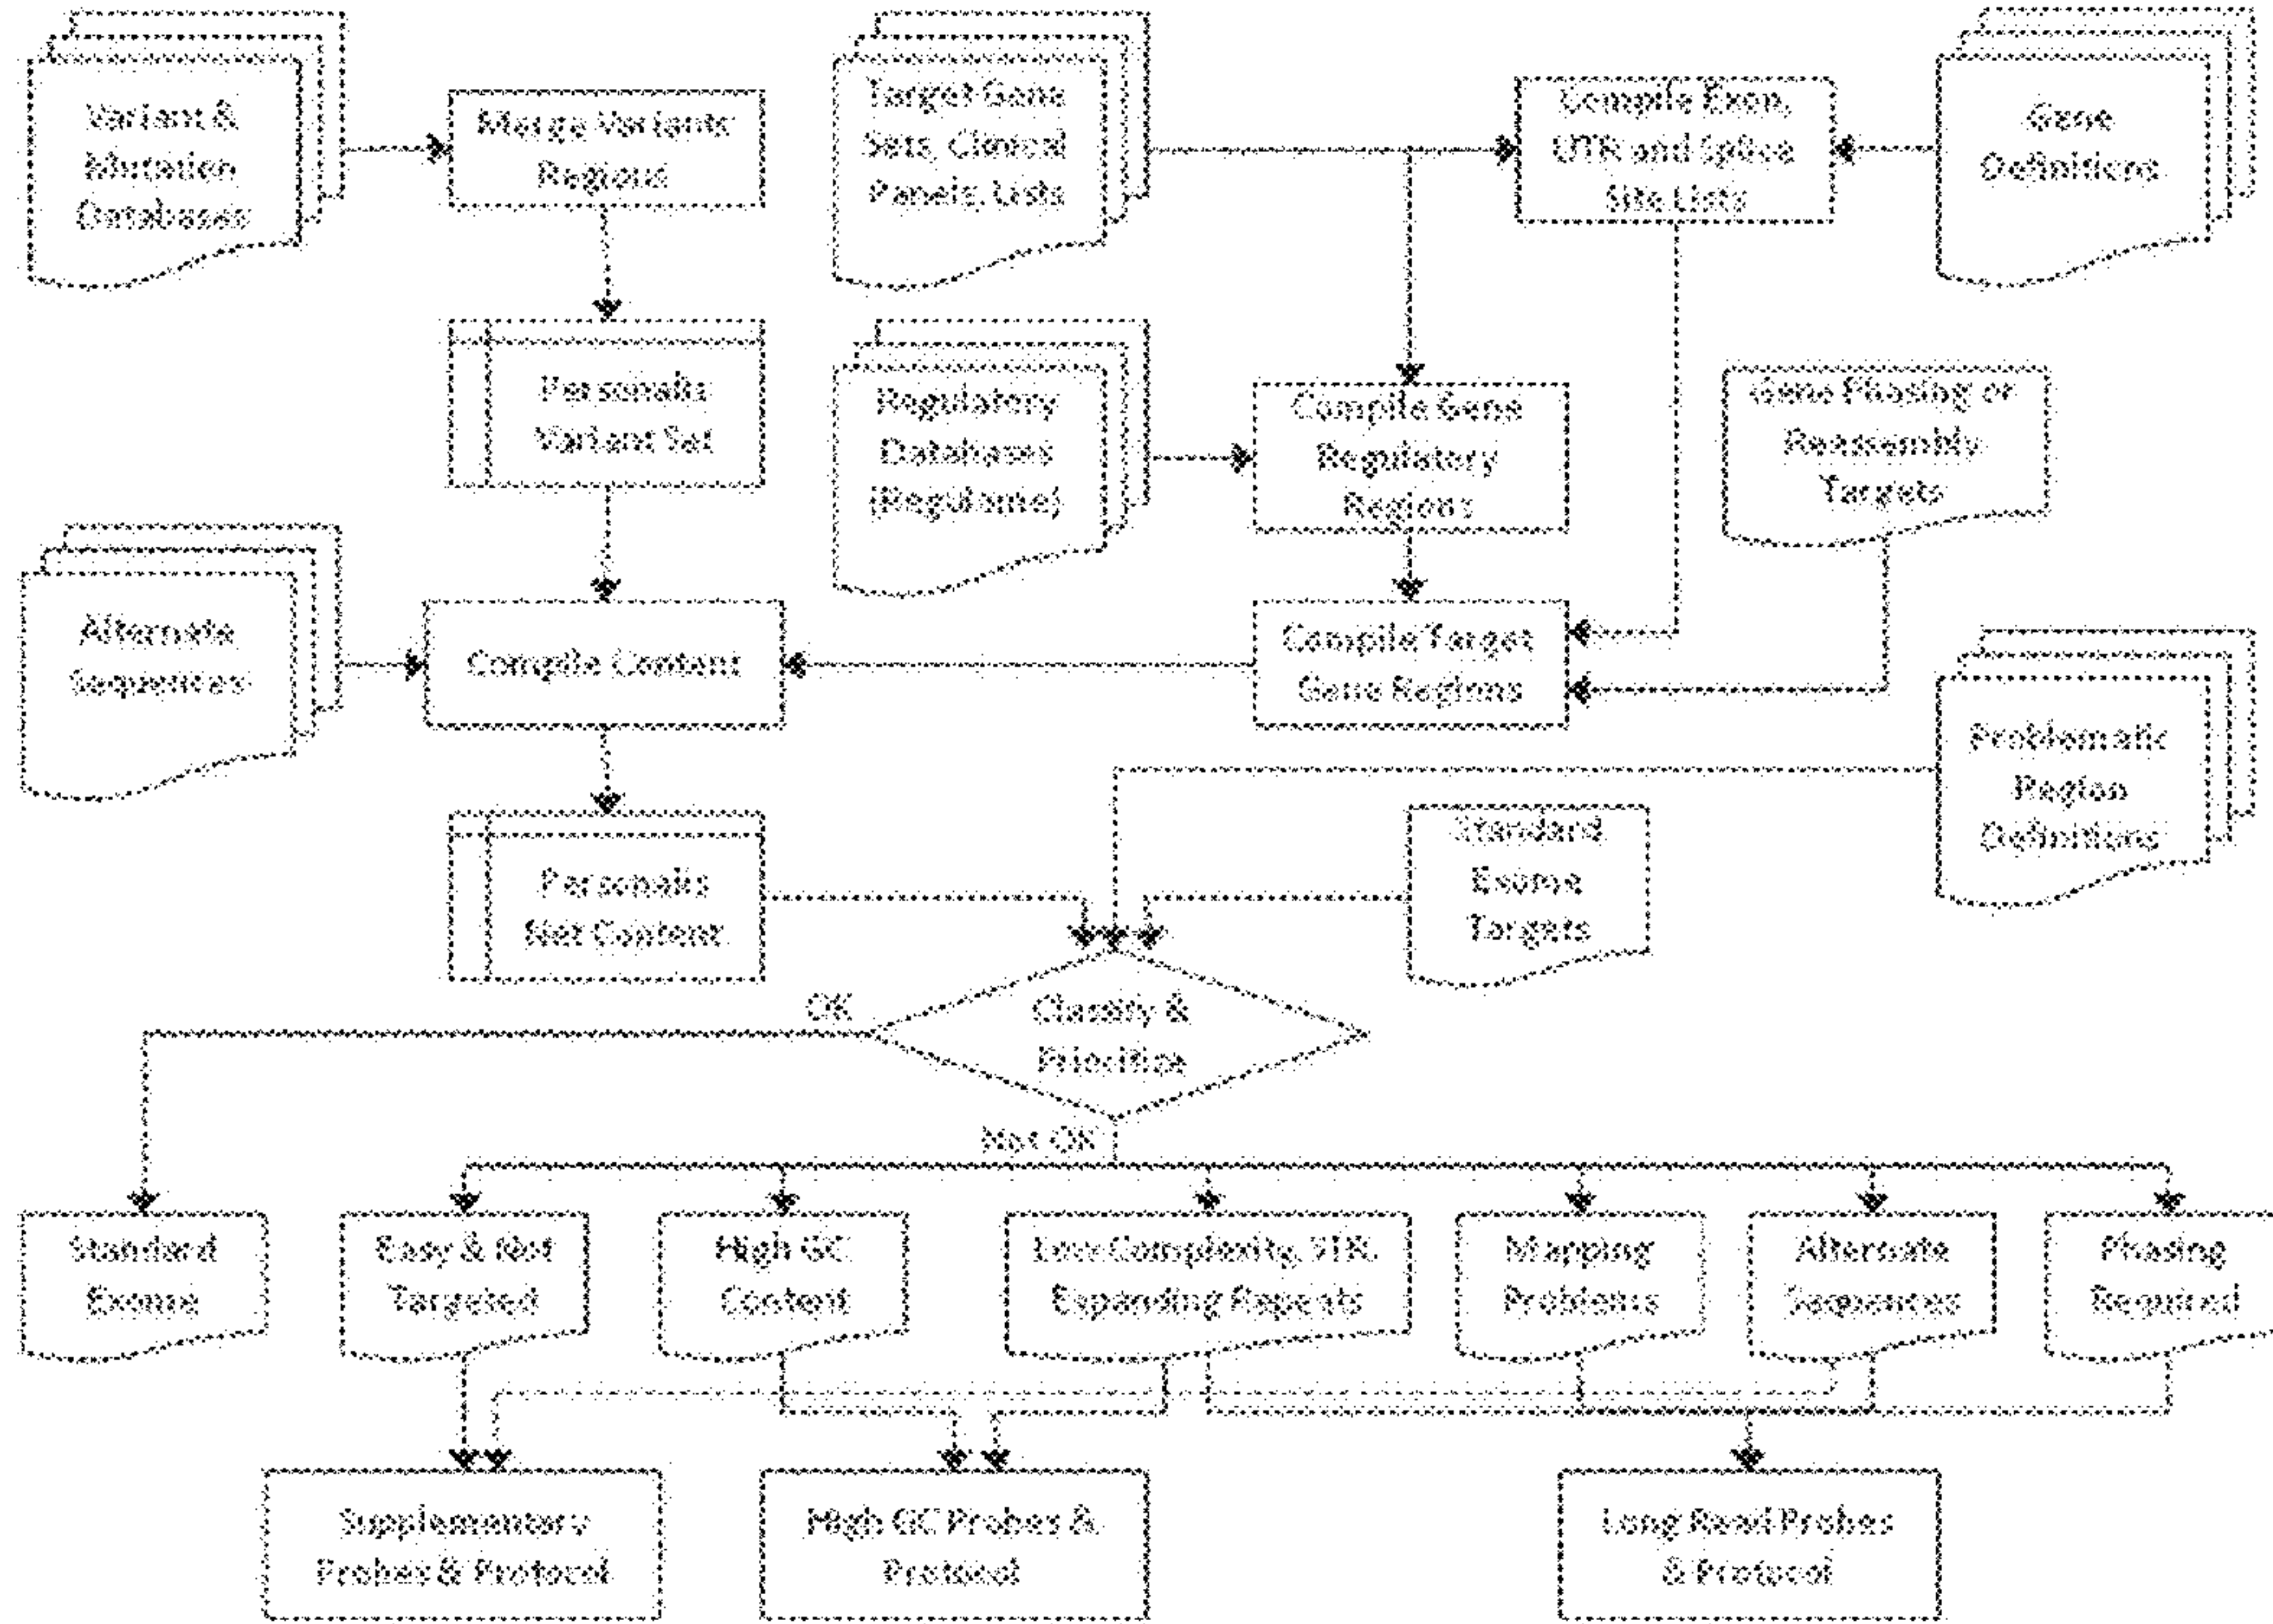 Variant &
Mutation
Databases
Merge Variants
Regions
Target Gene
Sets, Clinical
Panels, Lists
Compile Exon,
UTR and Splice
Site Lists
Gene
Definitions
Personalis
Variant Set
Regulatory
Databases
(Regulome)
Compile Gene
Regulatory
Regions
Gene Phasing or
Reassembly
Targets
Alternate
Sequences
Compile Content
Compile Target
Gene Regions
Problematic
Region
Definitions
Personalis
Net Content
Standard
Exome
Targets
OK
Classify &
Prioritize
Not OK
Standard
Exome
Easy & Not
Targeted
High GC
Content
Low Complexity, STR,
Expanding Repeats
Mapping
Problems
Alternate
Sequences
Phasing
Required
Supplementary
Probes & Protocol
High GC Probes &
Protocol
Long Read Probes
& Protocol